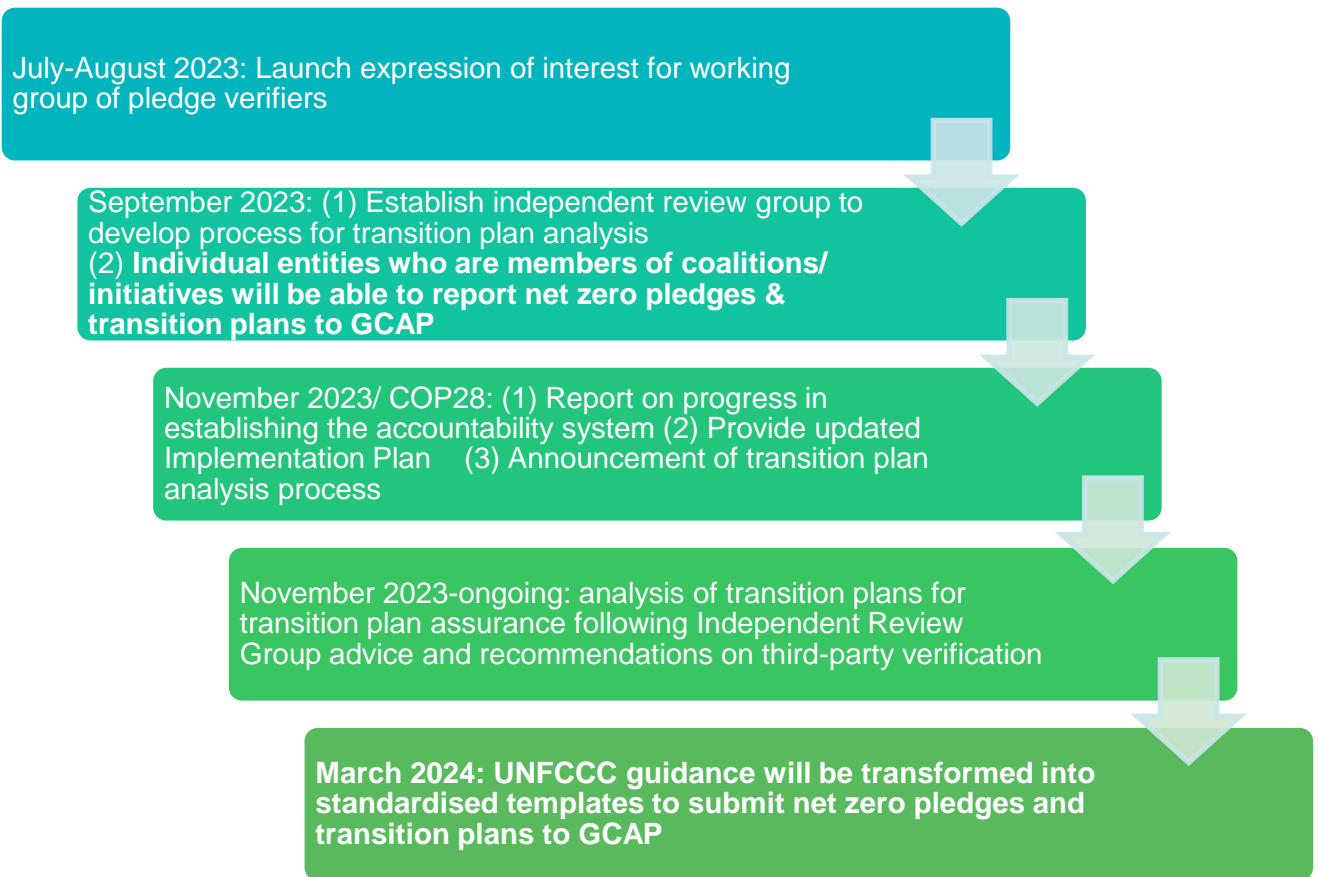 July-August 2023: Launch expression of interest for working
group of pledge verifiers
September 2023: (1) Establish independent review group to
develop process for transition plan analysis
(2) Individual entities who are members of coalitions/
initiatives will be able to report net zero pledges &
transition plans to GCAP
November 2023/ COP28: (1) Report on progress in
establishing the accountability system (2) Provide updated
Implementation Plan (3) Announcement of transition plan
analysis process
November 2023-ongoing: analysis of transition plans for
transition plan assurance following Independent Review
Group advice and recommendations on third-party verification
March 2024: UNFCCC guidance will be transformed into
standardised templates to submit net zero pledges and
transition plans to GCAP